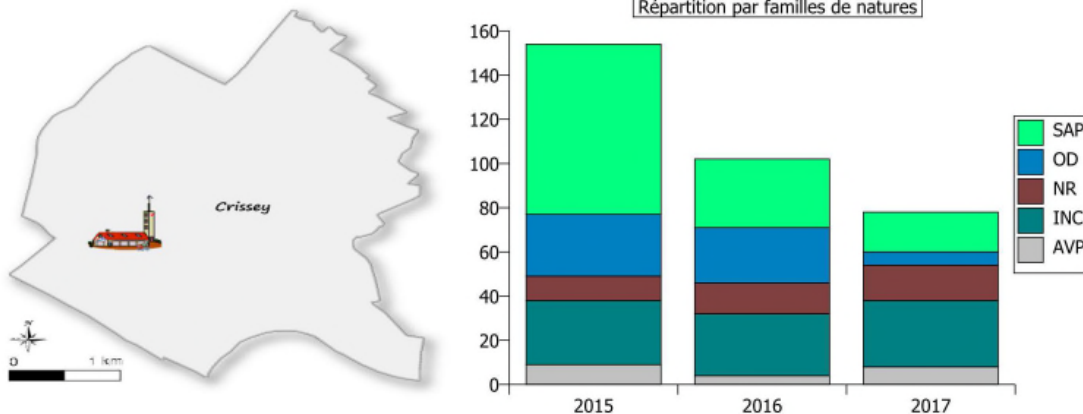 Répartition par familles de natures
160
140
120
100
80
60
40
20
0
2015
2016
2017
SAP
OD
NR
INC
AVP
Crissey
N
0 1 km